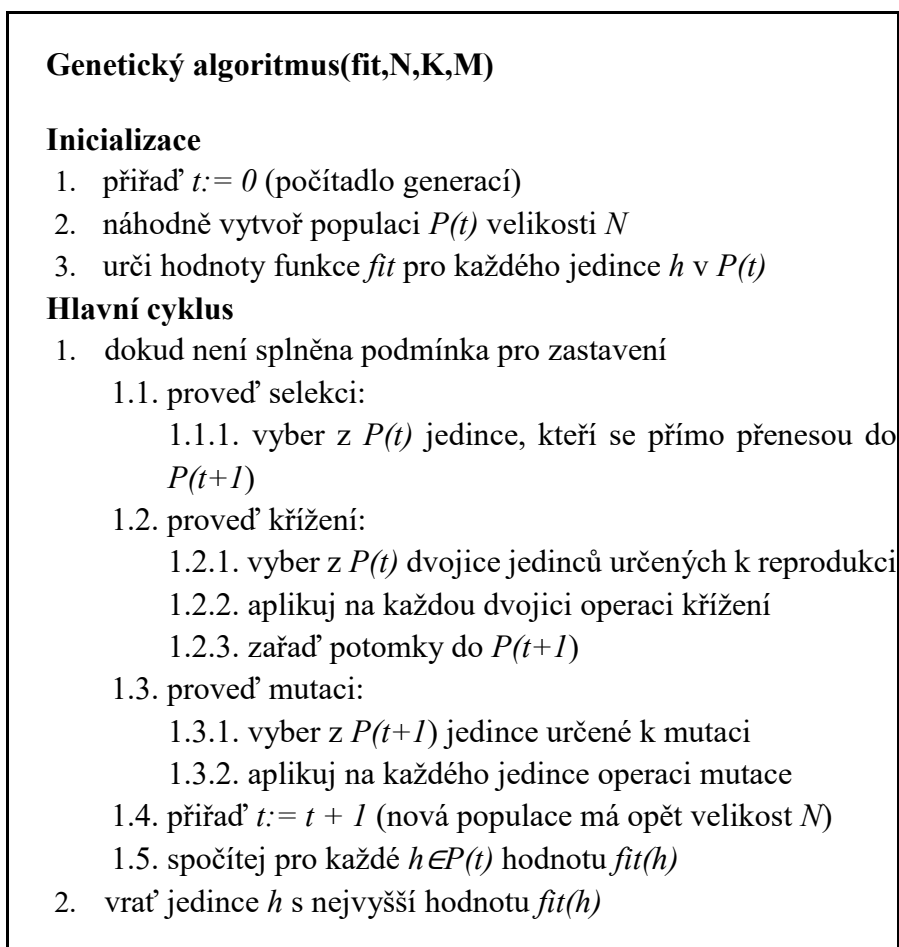 Genetický algoritmus(fit,N,K,M)
Inicializace
1. přiřaď t:= 0 (počítadlo generací)
2. náhodně vytvoř populaci P(t) velikosti N
3. urči hodnoty funkce fit pro každého jedince h v P(t)
Hlavní cyklus
1. dokud není splněna podmínka pro zastavení
1.1. proveď selekci:
1.1.1. vyber z P(t) jedince, kteří se přímo přenesou do
P(t+1)
1.2. proveď křížení:
1.2.1. vyber z P(t) dvojice jedinců určených k reprodukci
1.2.2. aplikuj na každou dvojici operaci křížení
1.2.3. zařaď potomky do P(t+1)
1.3. proveď mutaci:
1.3.1. vyber z P(t+1) jedince určené k mutaci
1.3.2. aplikuj na každého jedince operaci mutace
1.4. přiřaď t:= t + 1 (nová populace má opět velikost N)
1.5. spočítej pro každé h∈P(t) hodnotu fit(h)
2. vrať jedince h s nejvyšší hodnotu fit(h)